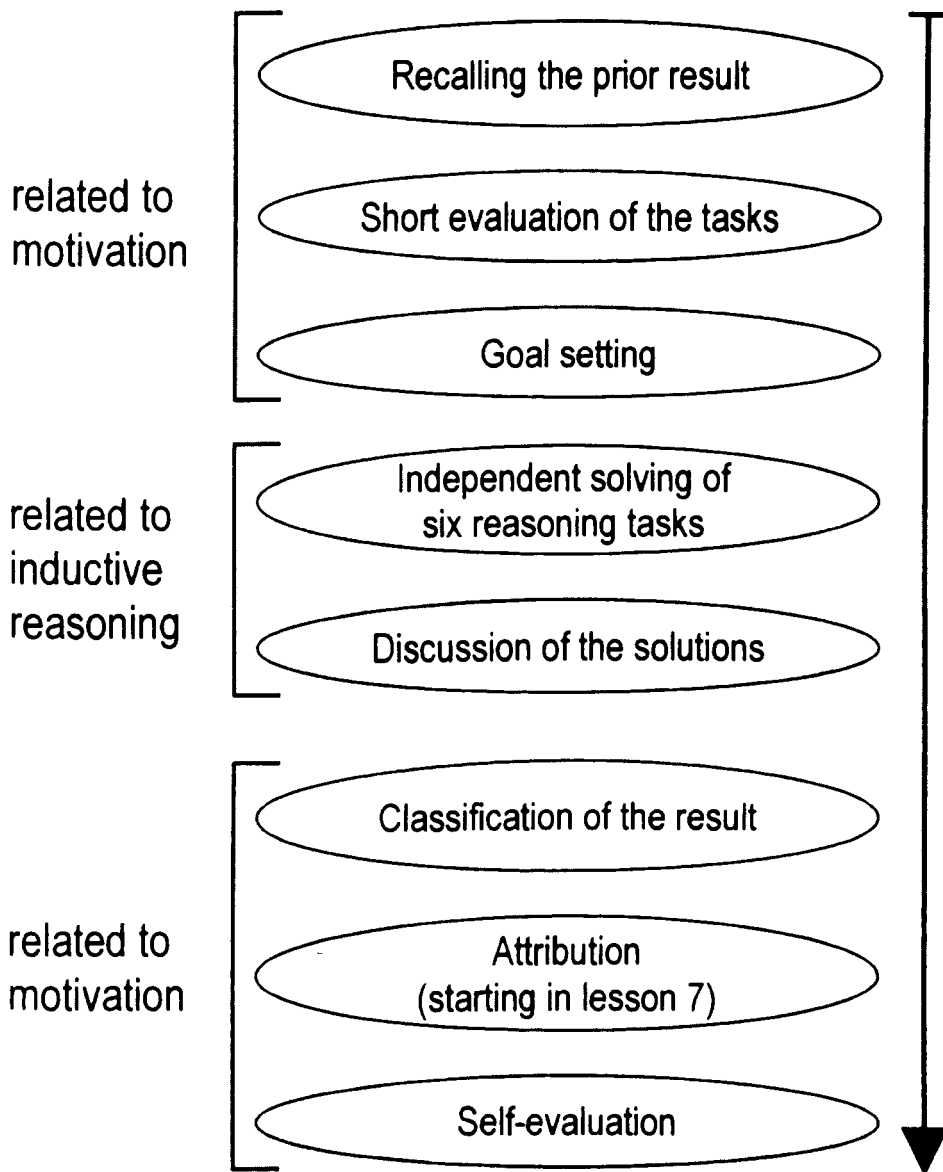 related to
motivation
Recalling the prior result
Short evaluation of the tasks
Goal setting
related to
inductive
reasoning
Independent solving of
six reasoning tasks
Discussion of the solutions
related to
motivation
Classification of the result
Attribution
(starting in lesson 7)
Self-evaluation